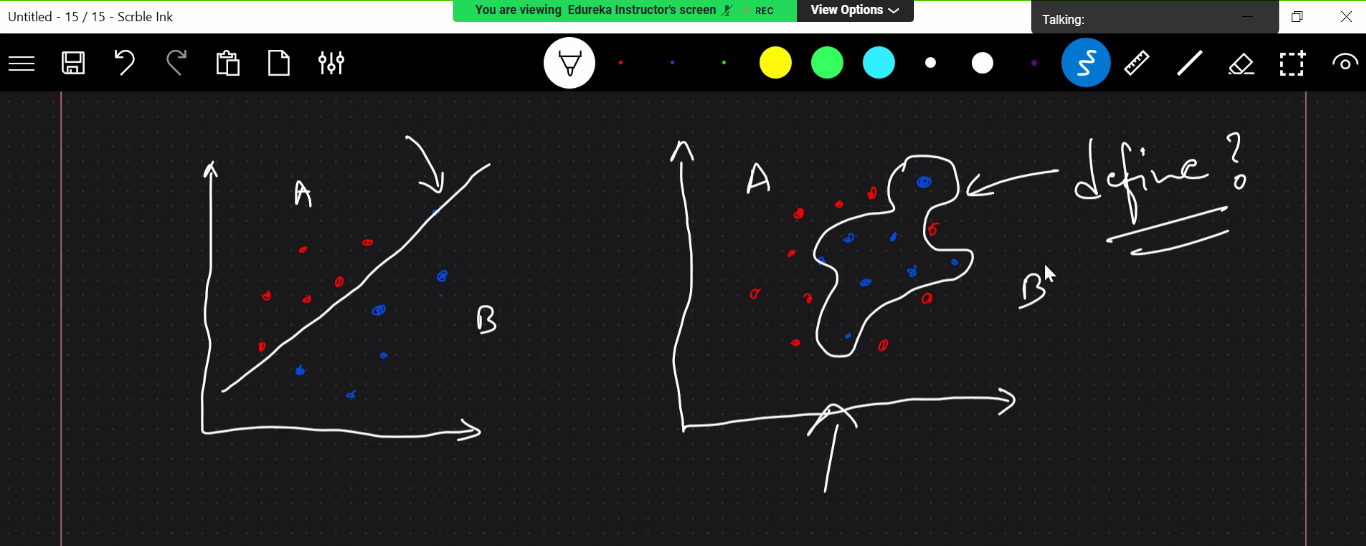 Untitled - 15 / 15 - Scrble Ink
You are viewing Edureka Instructor's screen
REC
View Options
Talking:
A
B
A
define ?
B